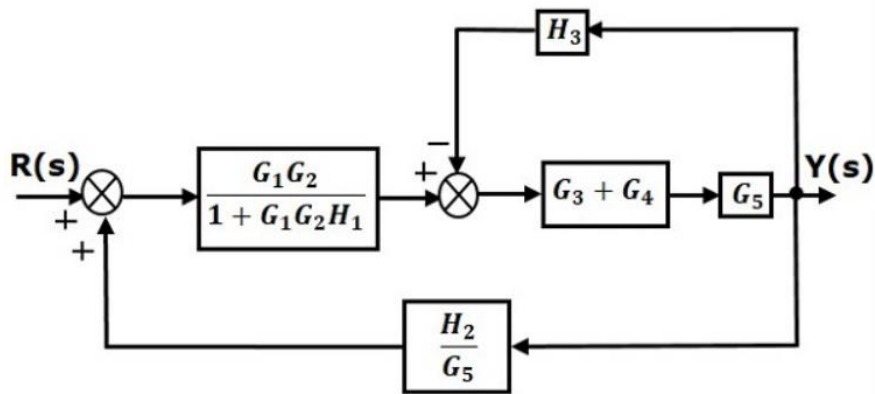 H₃
R(s)
−
+
G₁G₂
1 + G₁G₂H₁
G₃ + G₄
G₅
Y(s)
+
+
H₂
G₅